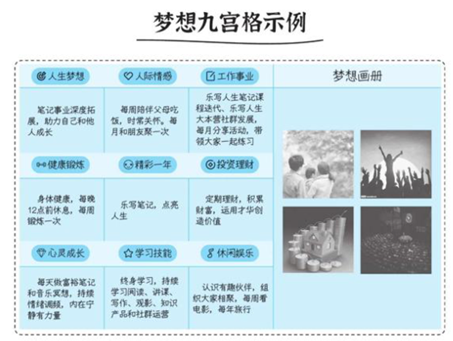 梦想九宫格示例
人生梦想
人际情感
工作事业
梦想画册
笔记事业深度拓
展，助力自己和他
人成长
每周陪伴父母吃
饭，时常关怀。每
月和朋友聚一次
乐写人生笔记课
程迭代、乐写人生
大本营社群发展，
每月分享活动，带
领大家一起练习
健康锻炼
精彩一年
投资理财
身体健康，每晚
12点前休息，每周
锻炼一次
乐写笔记，点亮
人生
定期理财，积累
财富，运用才华创
造价值
心灵成长
学习技能
休闲娱乐
每天做富裕笔记
和音乐冥想，持续
情绪调频，内在宁
静有力量
终身学习，持续
学习阅读、讲课、
写作、观影、知识
产品和社群运营
认识有趣伙伴，组
织大家相聚，每周看
电影，每年旅行